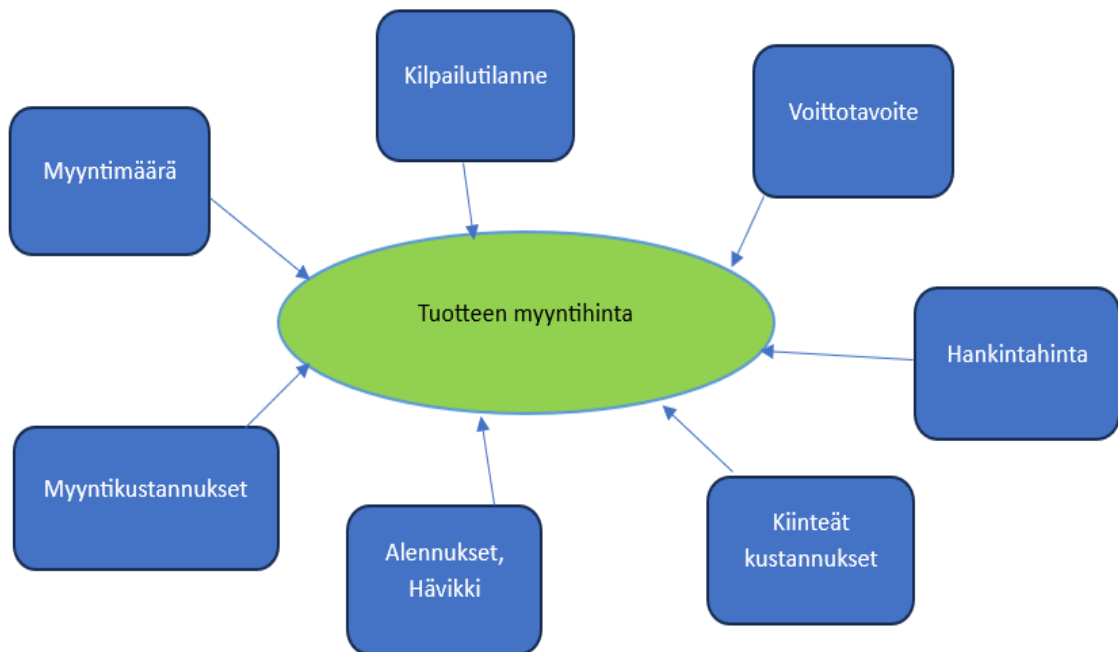 Kilpailutilanne
Voittotavoite
Myyntimäärä
Tuotteen myyntihinta
Hankintahinta
Myyntikustannukset
Alennukset,
Hävikki
Kiinteät
kustannukset